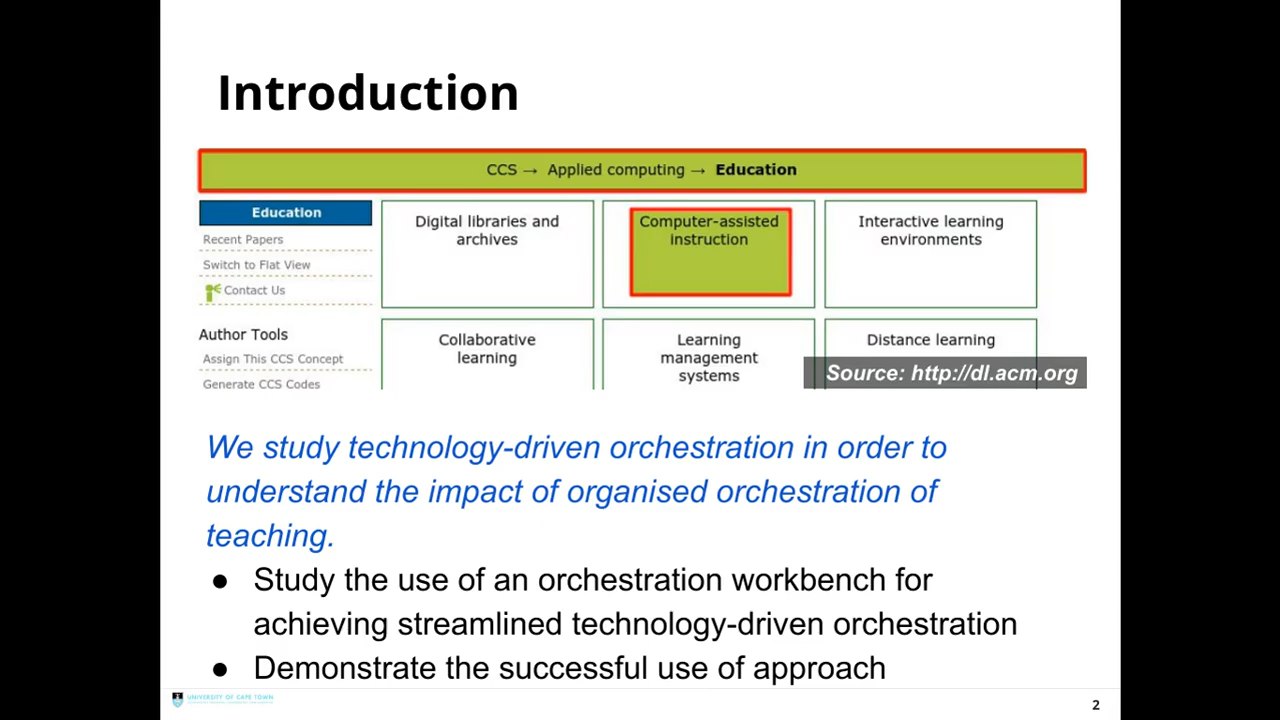 Introduction
CCS → Applied computing → Education
Education
Recent Papers
Switch to Flat View
Contact Us
Author Tools
Assign This CCS Concept
Generate CCS Codes
Digital libraries and
archives
Computer-assisted
instruction
Interactive learning
environments
Collaborative
learning
Learning
management
systems
Distance learning
Source: http://dl.acm.org
We study technology-driven orchestration in order to
understand the impact of organised orchestration of
teaching.
● Study the use of an orchestration workbench for
achieving streamlined technology-driven orchestration
● Demonstrate the successful use of approach
UNIVERSITY OF CAPE TOWN
2